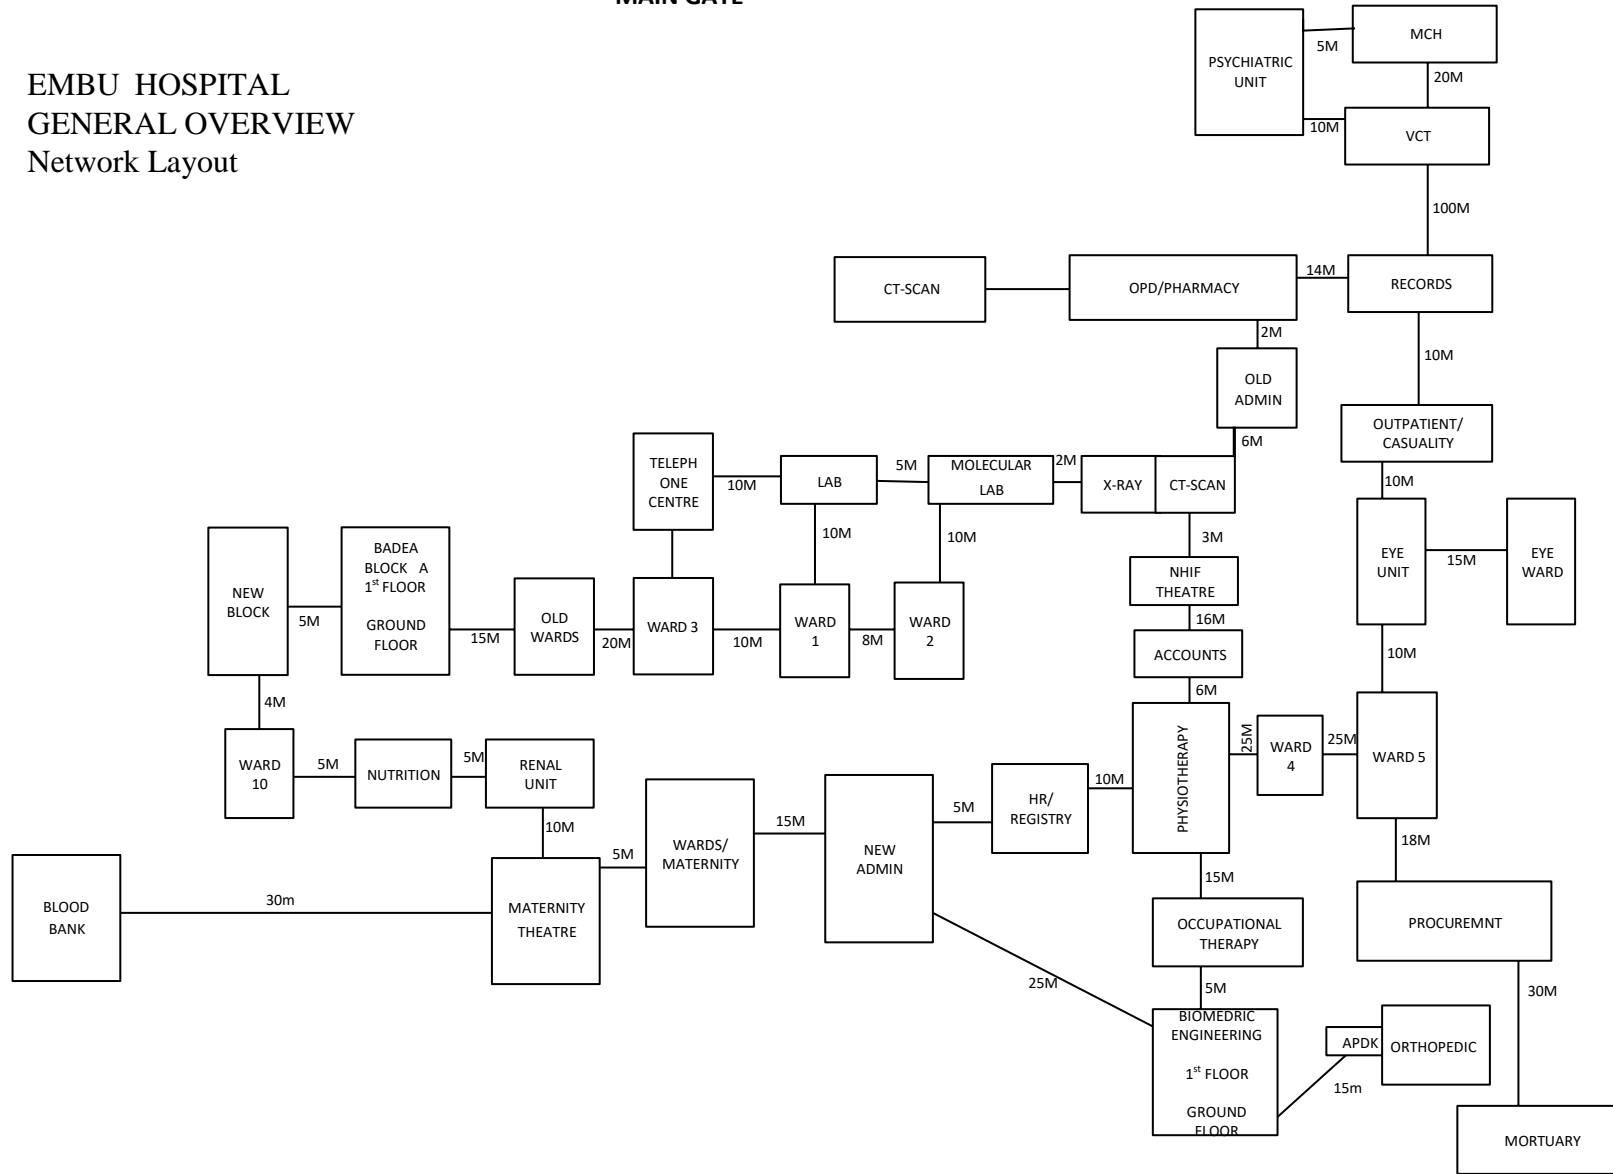 MAIN GATE
EMBU HOSPITAL
GENERAL OVERVIEW
Network Layout
PSYCHIATRIC
UNIT
5M
MCH
20M
10M
VCT
100M
CT-SCAN
OPD/PHARMACY
14M
RECORDS
2M
10M
OLD
ADMIN
6M
OUTPATIENT/
CASUALITY
10M
TELEPH
ONE
CENTRE
10M
LAB
5M
MOLECULAR
LAB
2M
X-RAY
CT-SCAN
10M
10M
3M
EYE
UNIT
15M
EYE
WARD
NEW
BLOCK
5M
BADEA
BLOCK A
1st FLOOR
GROUND
FLOOR
15M
OLD
WARDS
20M
WARD 3
10M
WARD
1
8M
WARD
2
NHIF
THEATRE
16M
ACCOUNTS
6M
10M
4M
WARD
10
5M
NUTRITION
5M
RENAL
UNIT
10M
PHYSIOTHERAPY
25M
WARD
4
25M
WARD 5
18M
BLOOD
BANK
30m
MATERNITY
THEATRE
5M
WARDS/
MATERNITY
15M
NEW
ADMIN
5M
HR/
REGISTRY
10M
15M
OCCUPATIONAL
THERAPY
5M
25M
PROCUREMNT
30M
BIOMEDRIC
ENGINEERING
1st FLOOR
GROUND
FLOOR
15m
APDK
ORTHOPEDIC
MORTUARY